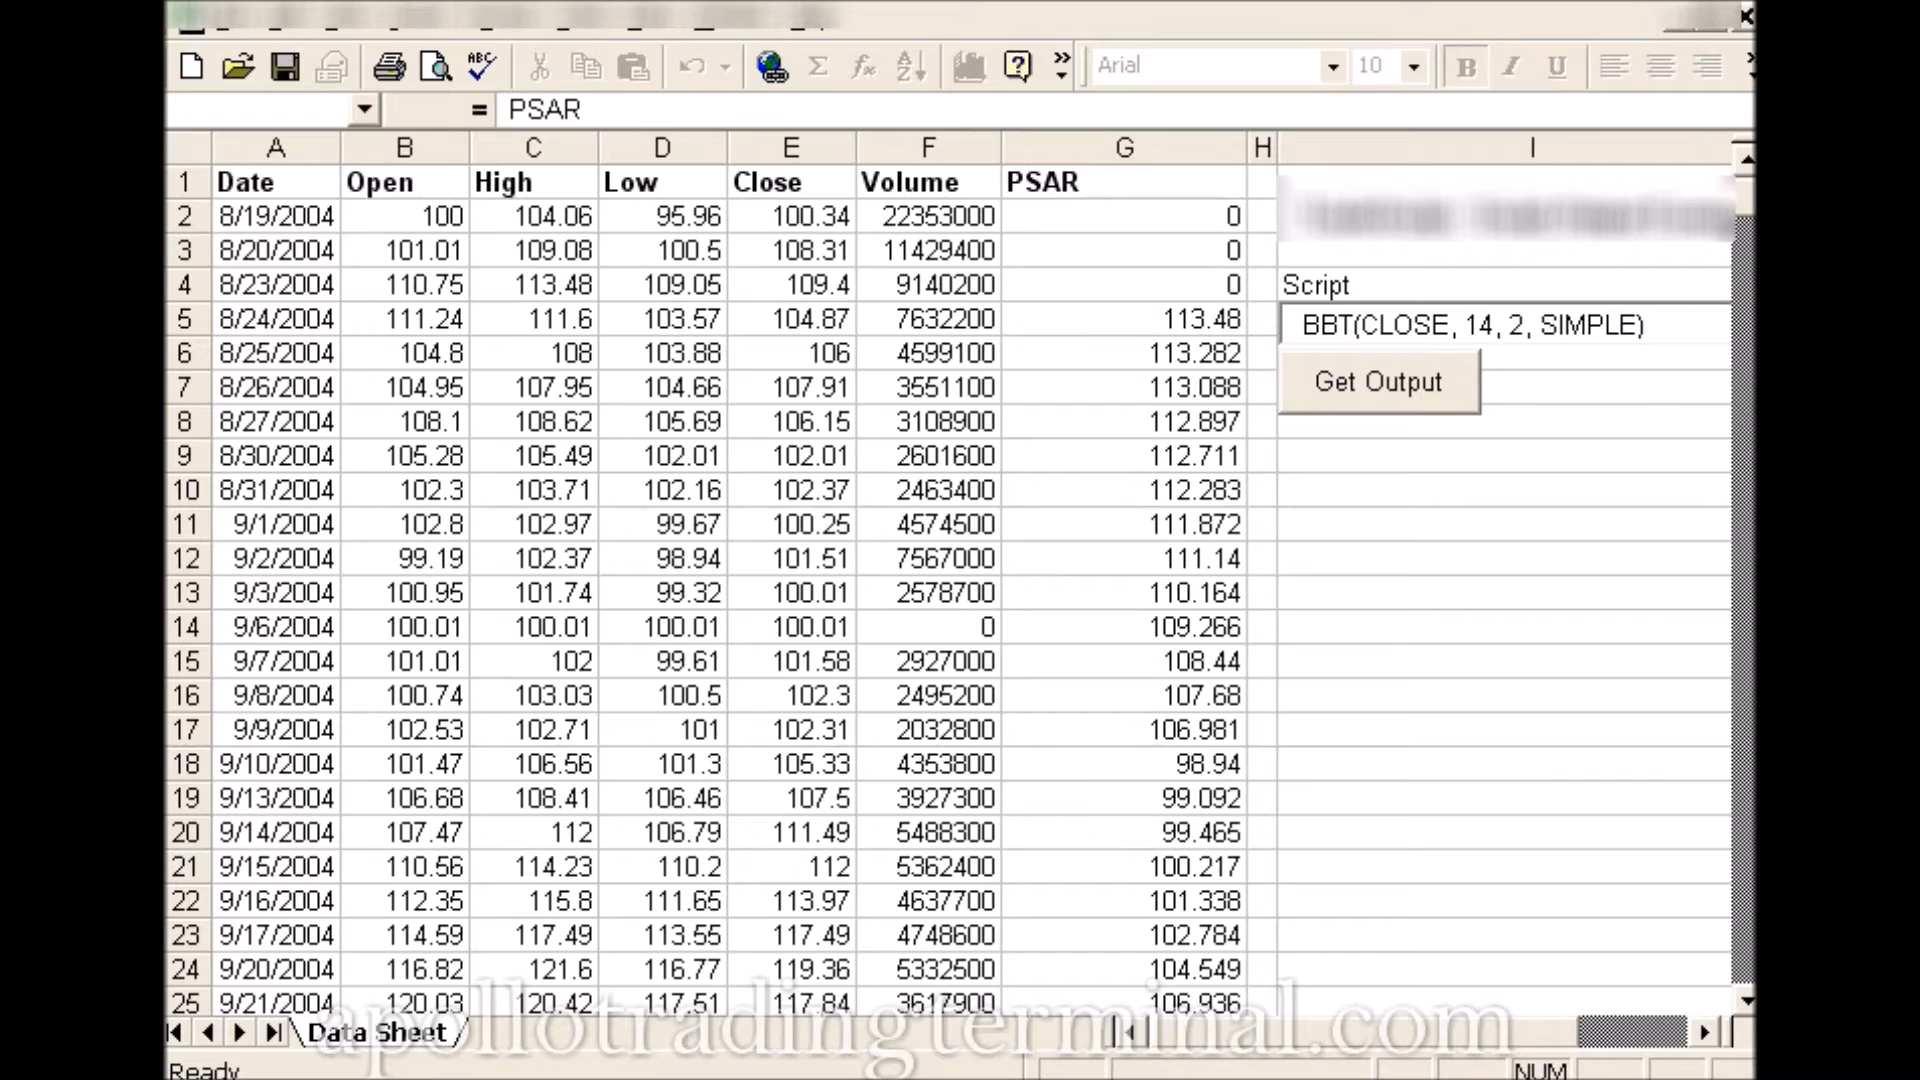 Arial 10 B I U
= PSAR
A B C D E F G H I
1 Date Open High Low Close Volume PSAR
2 8/19/2004 100 104.06 95.96 100.34 22353000 0
3 8/20/2004 101.01 109.08 100.5 108.31 11429400 0
4 8/23/2004 110.75 113.48 109.05 109.4 9140200 0 Script
5 8/24/2004 111.24 111.6 103.57 104.87 7632200 113.48 BBT(CLOSE, 14, 2, SIMPLE)
6 8/25/2004 104.8 108 103.88 106 4599100 113.282
7 8/26/2004 104.95 107.95 104.66 107.91 3551100 113.088 Get Output
8 8/27/2004 108.1 108.62 105.69 106.15 3108900 112.897
9 8/30/2004 105.28 105.49 102.01 102.01 2601600 112.711
10 8/31/2004 102.3 103.71 102.16 102.37 2463400 112.283
11 9/1/2004 102.8 102.97 99.67 100.25 4574500 111.872
12 9/2/2004 99.19 102.37 98.94 101.51 7567000 111.14
13 9/3/2004 100.95 101.74 99.32 100.01 2578700 110.164
14 9/6/2004 100.01 100.01 100.01 100.01 0 109.266
15 9/7/2004 101.01 102 99.61 101.58 2927000 108.44
16 9/8/2004 100.74 103.03 100.5 102.3 2495200 107.68
17 9/9/2004 102.53 102.71 101 102.31 2032800 106.981
18 9/10/2004 101.47 106.56 101.3 105.33 4353800 98.94
19 9/13/2004 106.68 108.41 106.46 107.5 3927300 99.092
20 9/14/2004 107.47 112 106.79 111.49 5488300 99.465
21 9/15/2004 110.56 114.23 110.2 112 5362400 100.217
22 9/16/2004 112.35 115.8 111.65 113.97 4637700 101.338
23 9/17/2004 114.59 117.49 113.55 117.49 4748600 102.784
24 9/20/2004 116.82 121.6 116.77 119.36 5332500 104.549
25 9/21/2004 120.03 120.42 117.51 117.84 3617900 106.936
apollotradingterminal.com
Data Sheet
Ready NUM